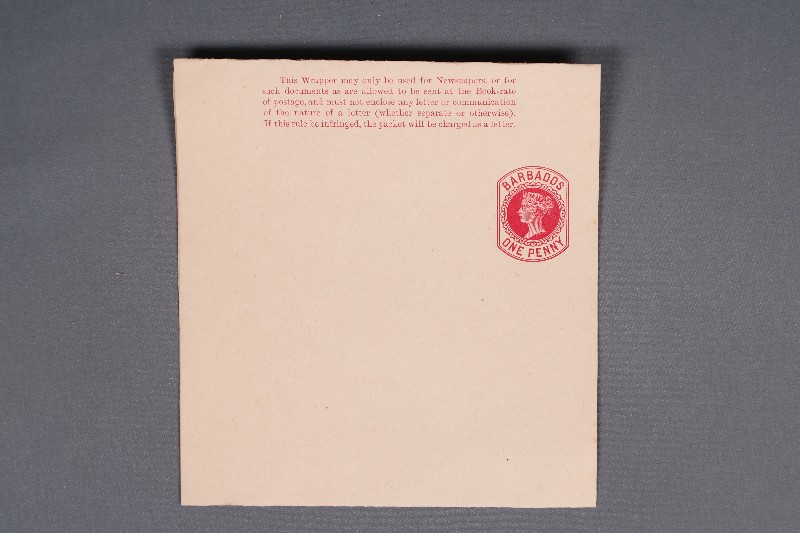 This Wrapper may only be used for Newspapers, or for
such documents as are allowed to be sent at the Book-rate
of postage, and must not enclose any letter or communication
of the nature of a letter (whether separate or otherwise).
If this rule be infringed, the packet will be charged as a letter.
BARBADOS
ONE PENNY